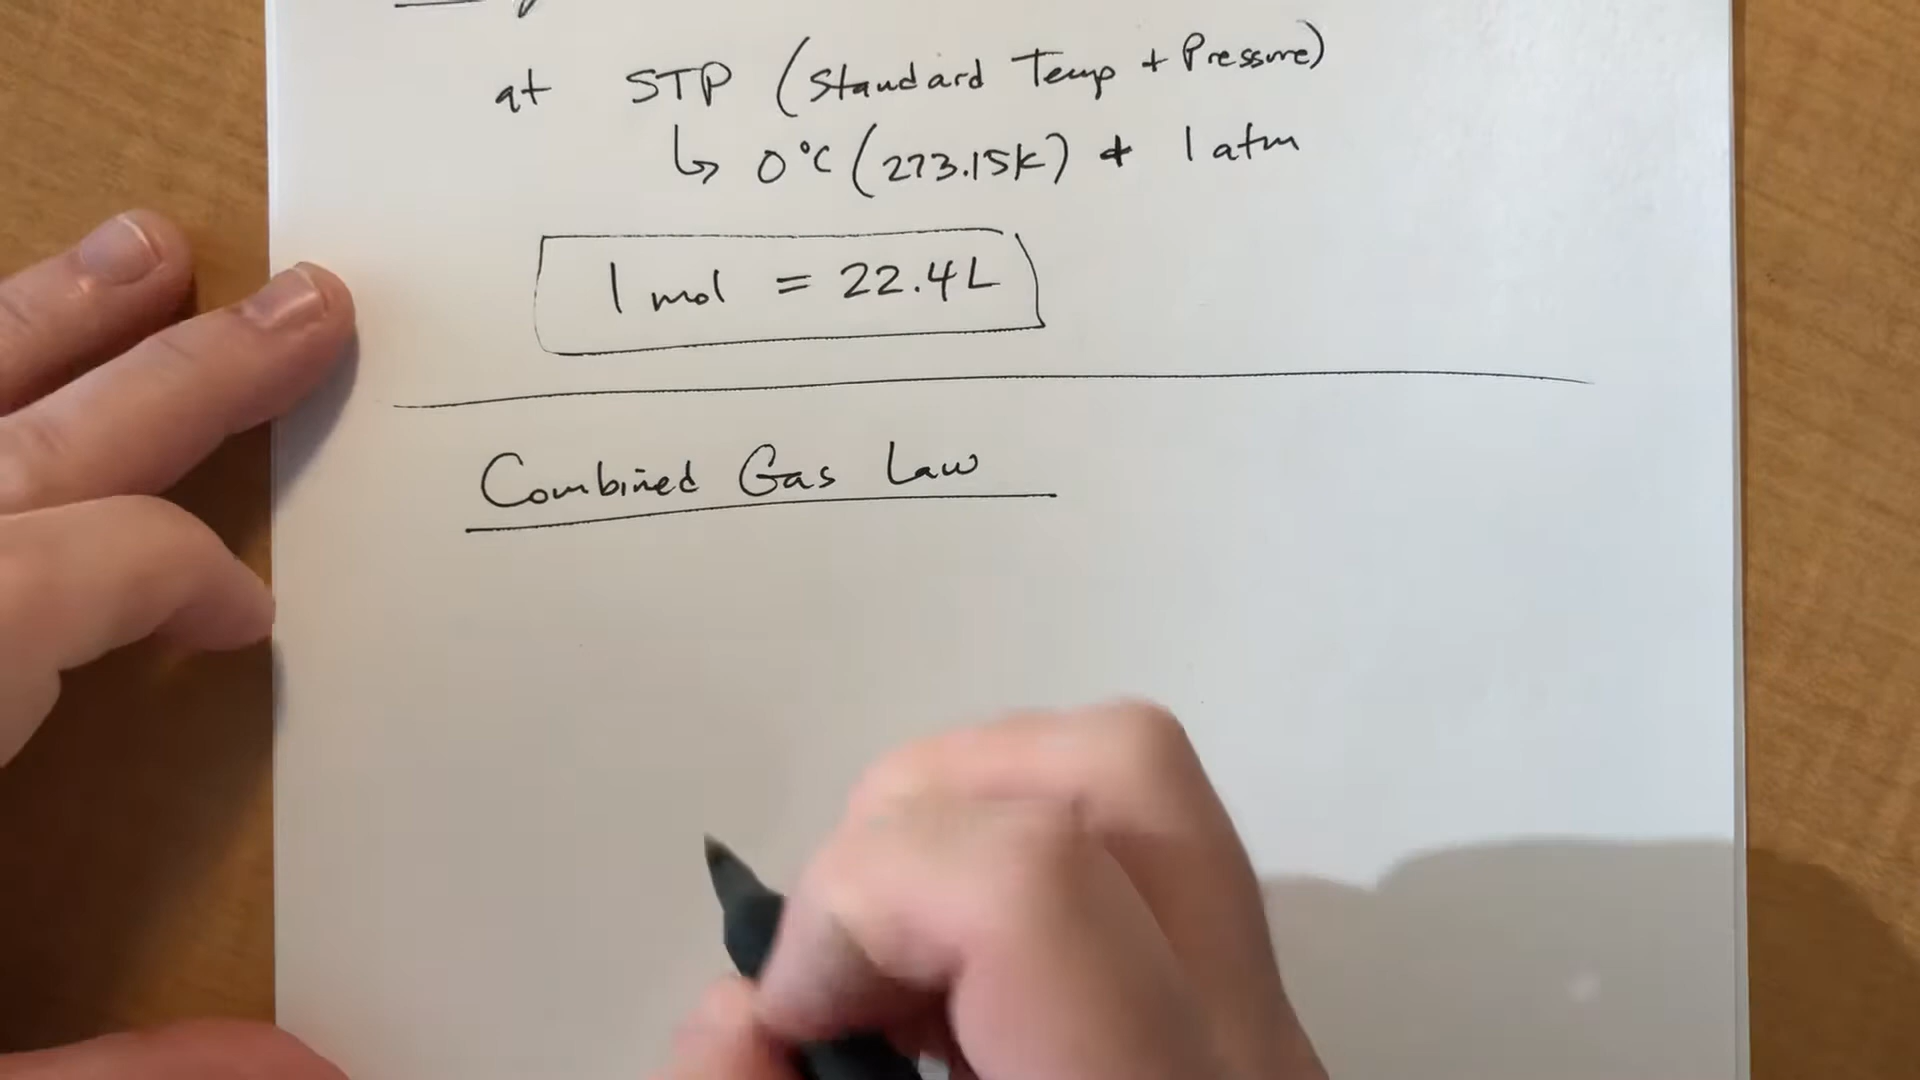 at STP (Standard Temp + Pressure)
↳ 0°C (273.15K) + 1 atm
1 mol = 22.4L
Combined Gas Law